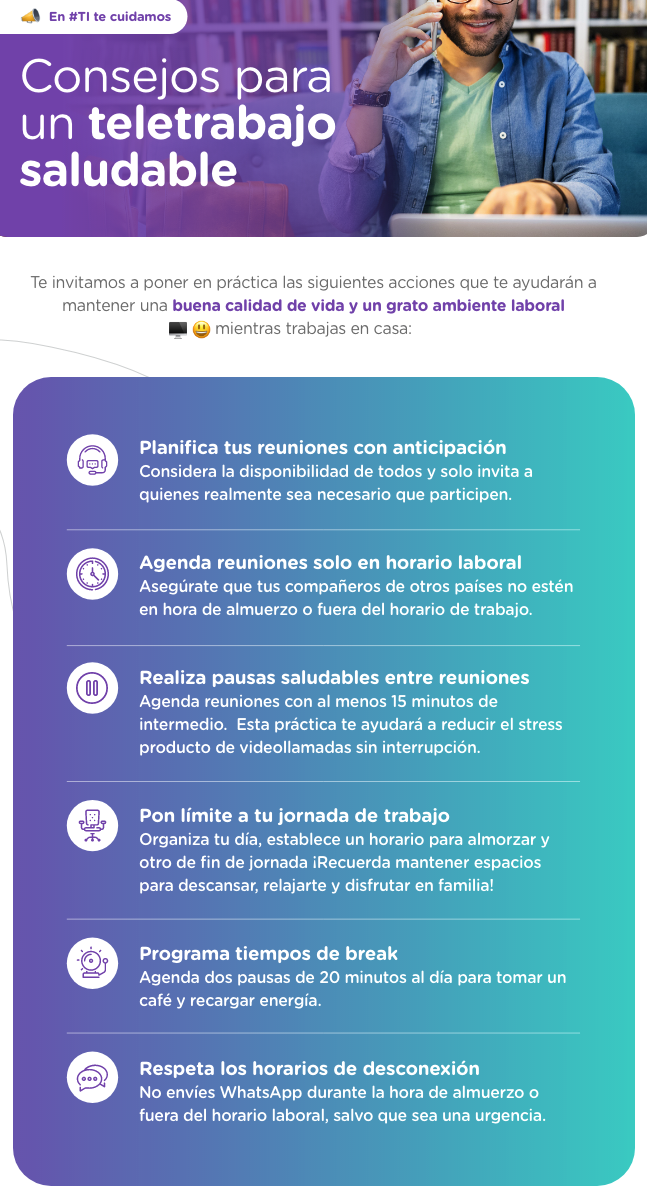 En #TI te cuidamos
Consejos para
un teletrabajo
saludable
Te invitamos a poner en práctica las siguientes acciones que te ayudarán a
mantener una buena calidad de vida y un grato ambiente laboral
mientras trabajas en casa:
Planifica tus reuniones con anticipación
Considera la disponibilidad de todos y solo invita a
quienes realmente sea necesario que participen.
Agenda reuniones solo en horario laboral
Asegúrate que tus compañeros de otros países no estén
en hora de almuerzo o fuera del horario de trabajo.
Realiza pausas saludables entre reuniones
Agenda reuniones con al menos 15 minutos de
intermedio.  Esta práctica te ayudará a reducir el stress
producto de videollamadas sin interrupción.
Pon límite a tu jornada de trabajo
Organiza tu día, establece un horario para almorzar y
otro de fin de jornada ¡Recuerda mantener espacios
para descansar, relajarte y disfrutar en familia!
Programa tiempos de break
Agenda dos pausas de 20 minutos al día para tomar un
café y recargar energía.
Respeta los horarios de desconexión
No envíes WhatsApp durante la hora de almuerzo o
fuera del horario laboral, salvo que sea una urgencia.